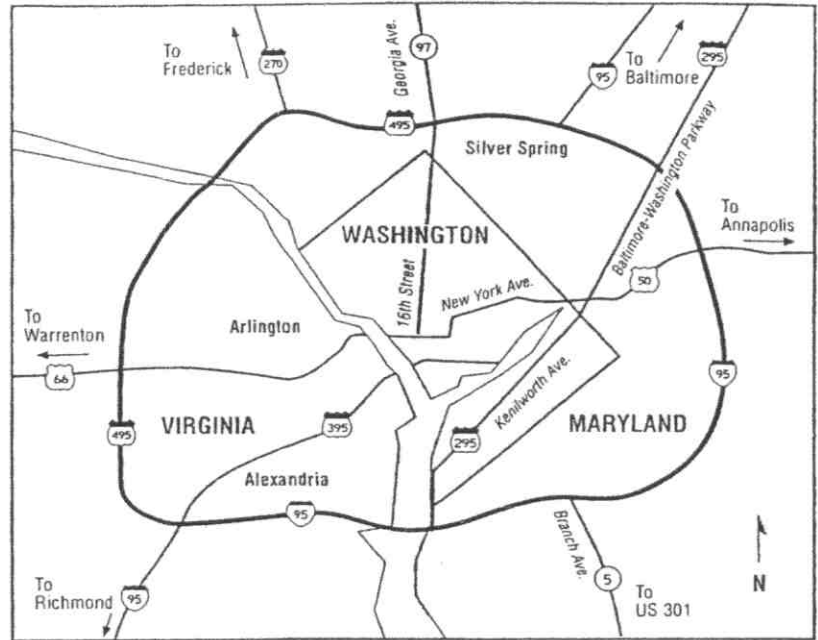 To
Frederick
270
Georgia Ave.
97
To
Baltimore
95
295
495
Silver Spring
Baltimore-Washington Parkway
To
Annapolis
WASHINGTON
50
16th Street
New York Ave.
To
Warrenton
Arlington
66
95
Kenilworth Ave.
VIRGINIA
395
MARYLAND
495
295
Alexandria
95
Branch Ave.
To
Richmond
95
5
To
US 301
N